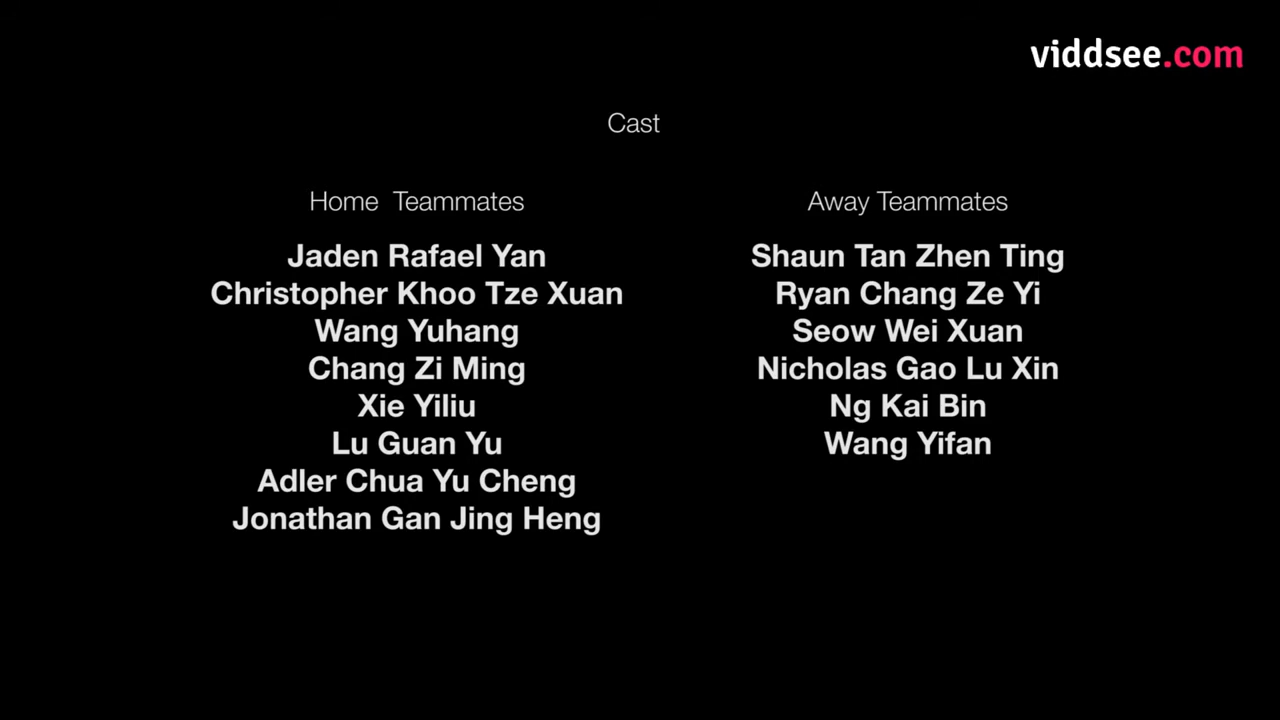 viddsee.com
Cast
Home Teammates
Jaden Rafael Yan
Christopher Khoo Tze Xuan
Wang Yuhang
Chang Zi Ming
Xie Yiliu
Lu Guan Yu
Adler Chua Yu Cheng
Jonathan Gan Jing Heng
Away Teammates
Shaun Tan Zhen Ting
Ryan Chang Ze Yi
Seow Wei Xuan
Nicholas Gao Lu Xin
Ng Kai Bin
Wang Yifan